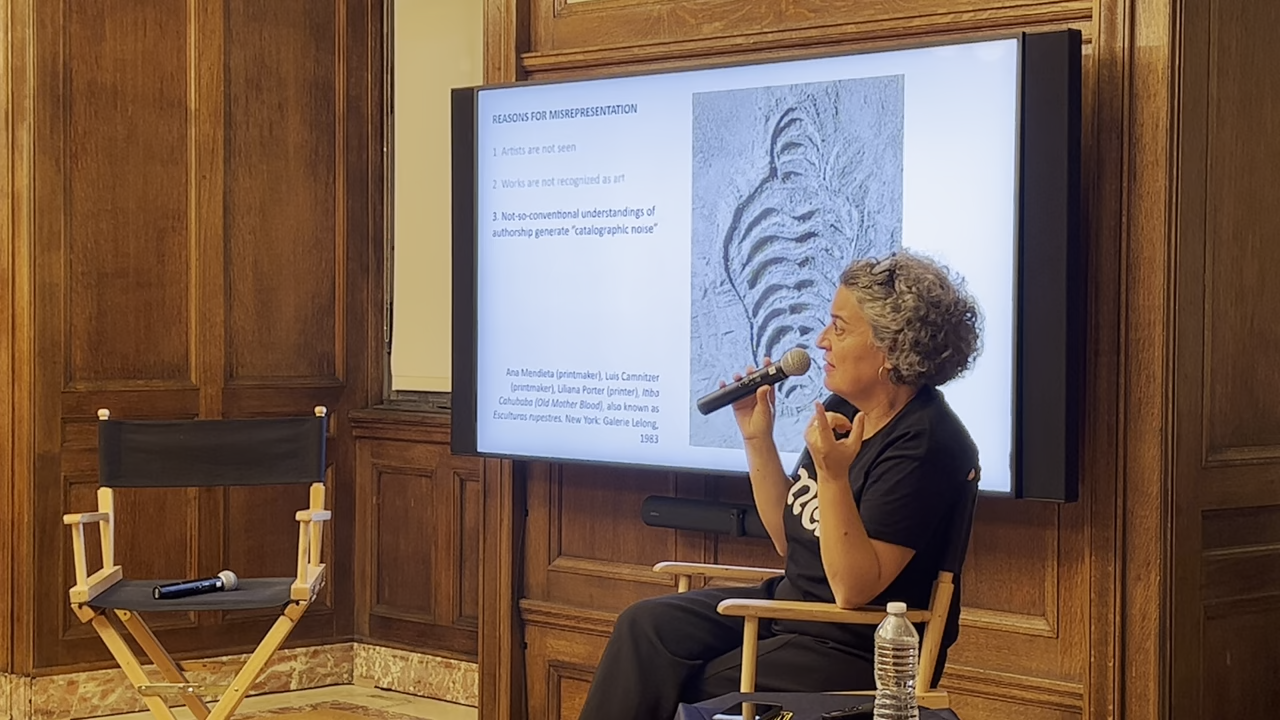 REASONS FOR MISREPRESENTATION
1. Artists are not seen
2. Works are not recognized as art
3. Not-so-conventional understandings of
authorship generate "catalographic noise"
Ana Mendieta (printmaker), Luis Camnitzer
(printmaker), Liliana Porter (printer), Itiba
Cahubaba (Old Mother Blood), also known as
Esculturas rupestres. New York: Galerie Lelong,
1983